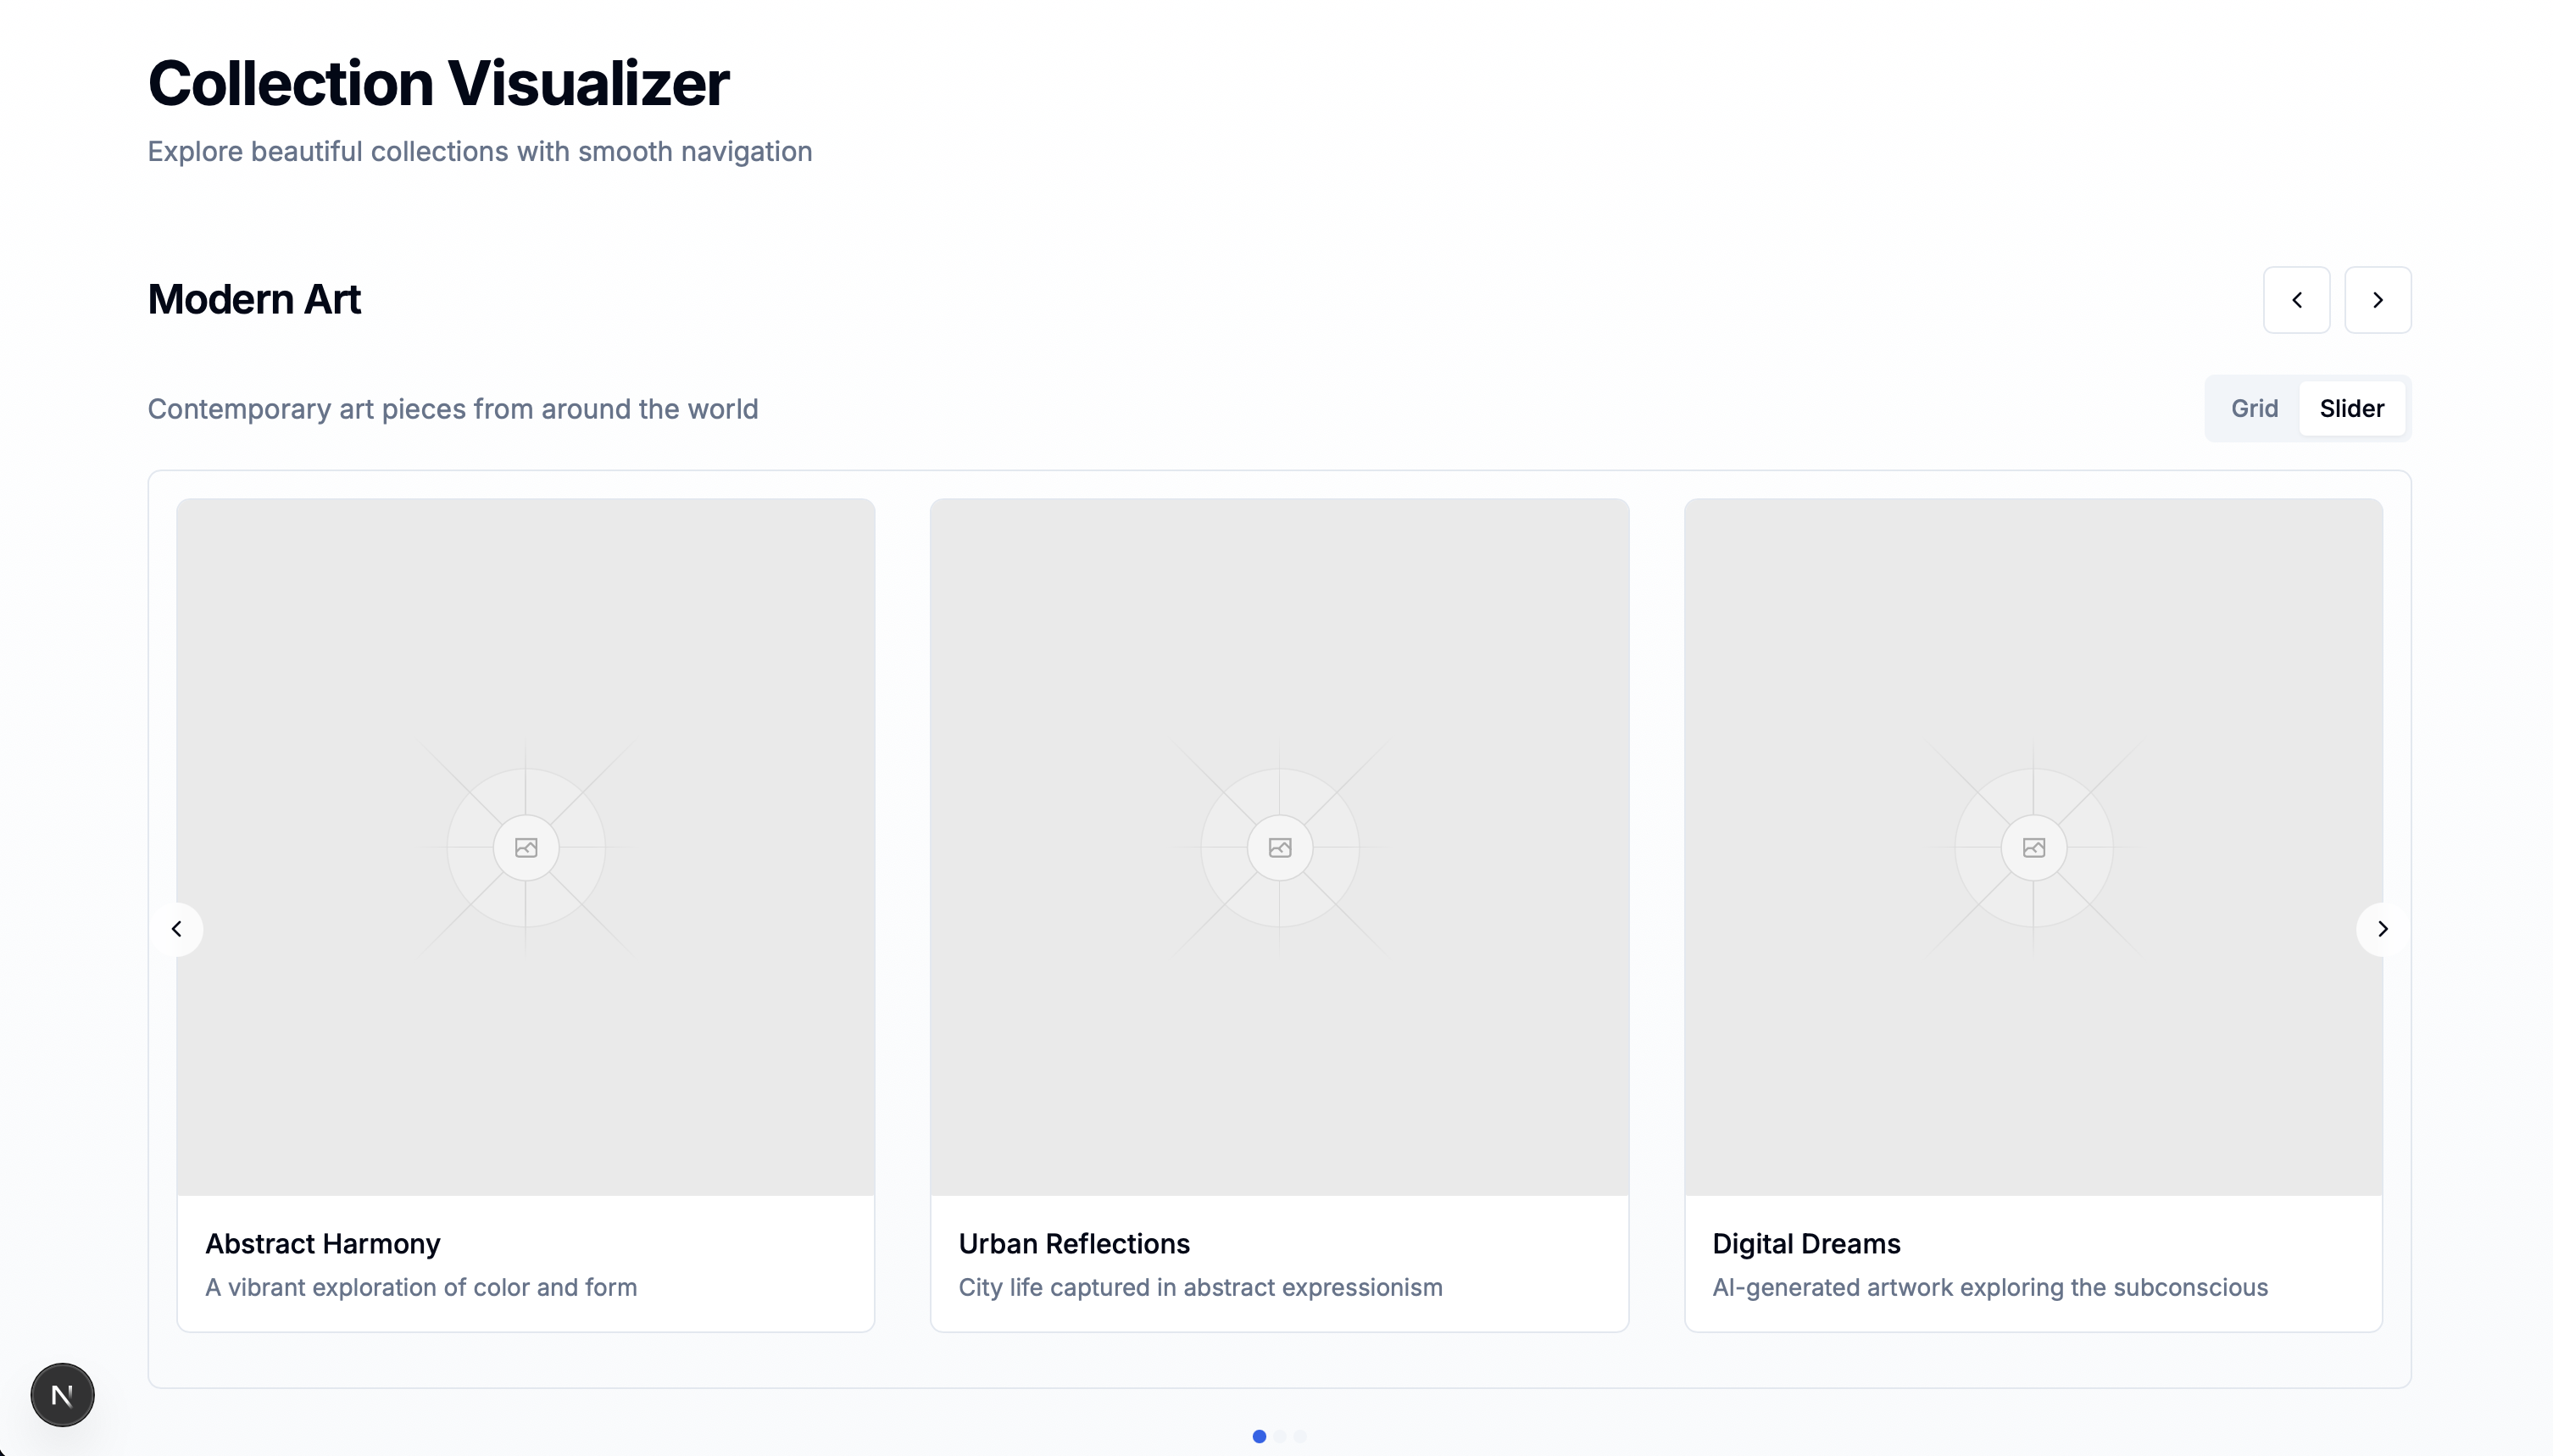 Collection Visualizer
Explore beautiful collections with smooth navigation
Modern Art
Contemporary art pieces from around the world
Grid Slider
Abstract Harmony
A vibrant exploration of color and form
Urban Reflections
City life captured in abstract expressionism
Digital Dreams
AI-generated artwork exploring the subconscious
N